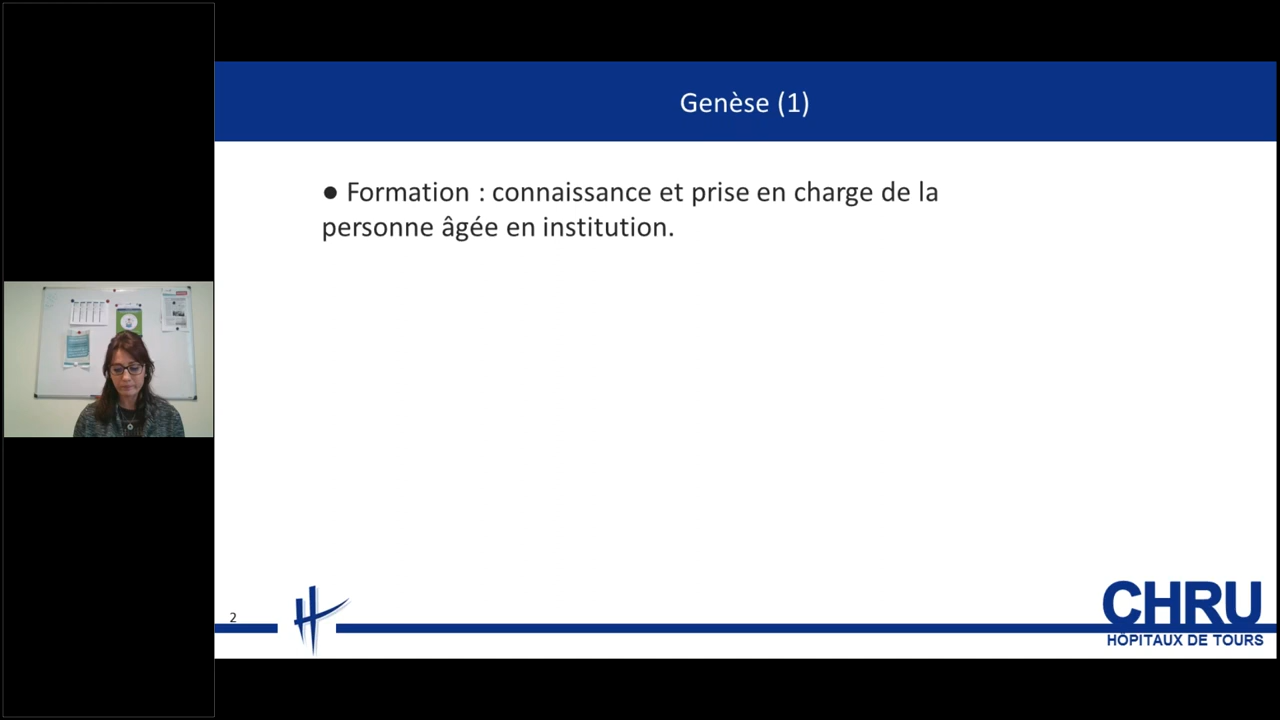 Genèse (1)
● Formation : connaissance et prise en charge de la
personne âgée en institution.
2
CHRU
HÔPITAUX DE TOURS